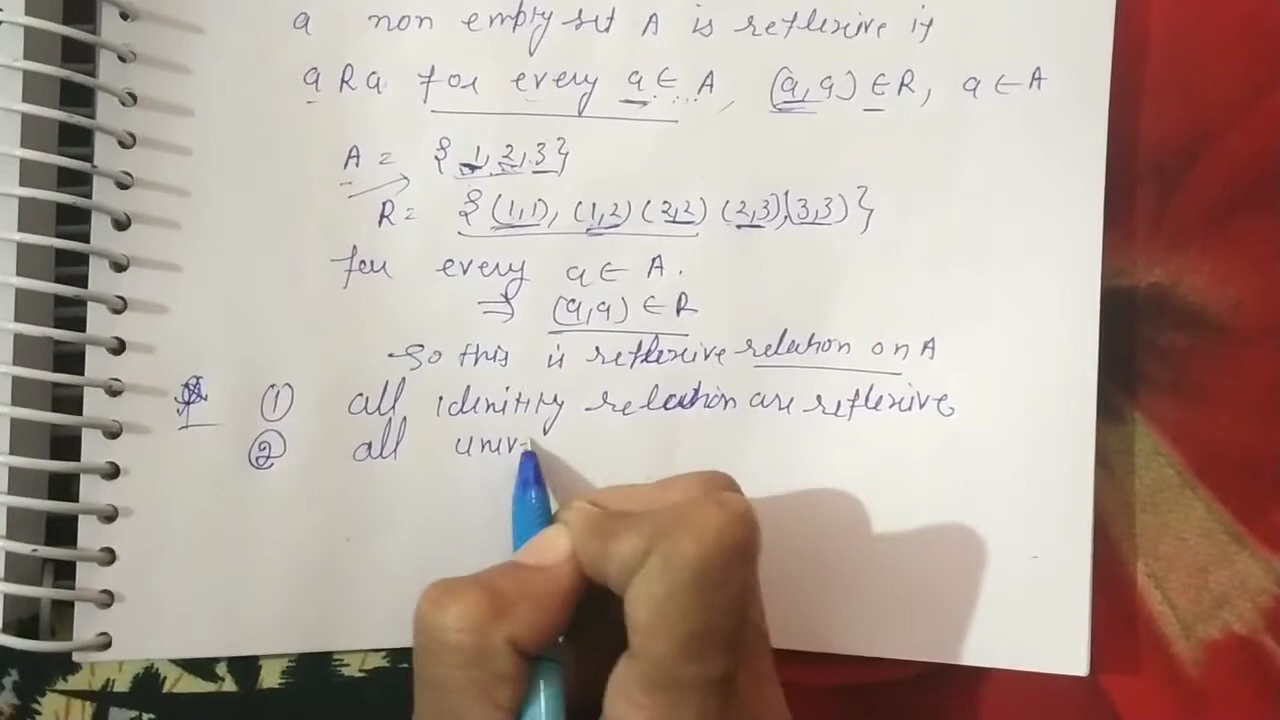 a non empty set A is reflexive if
a R a for every a ∈ A, (a,a) ∈ R, a ∈ A
A = {1,2,3}
R = {(1,1), (1,2) (2,2) (2,3),(3,3)}
for every a ∈ A.
⇒ (a,a) ∈ R
So this is reflexive relation on A
① all idenitity relation are reflexive
② all univ